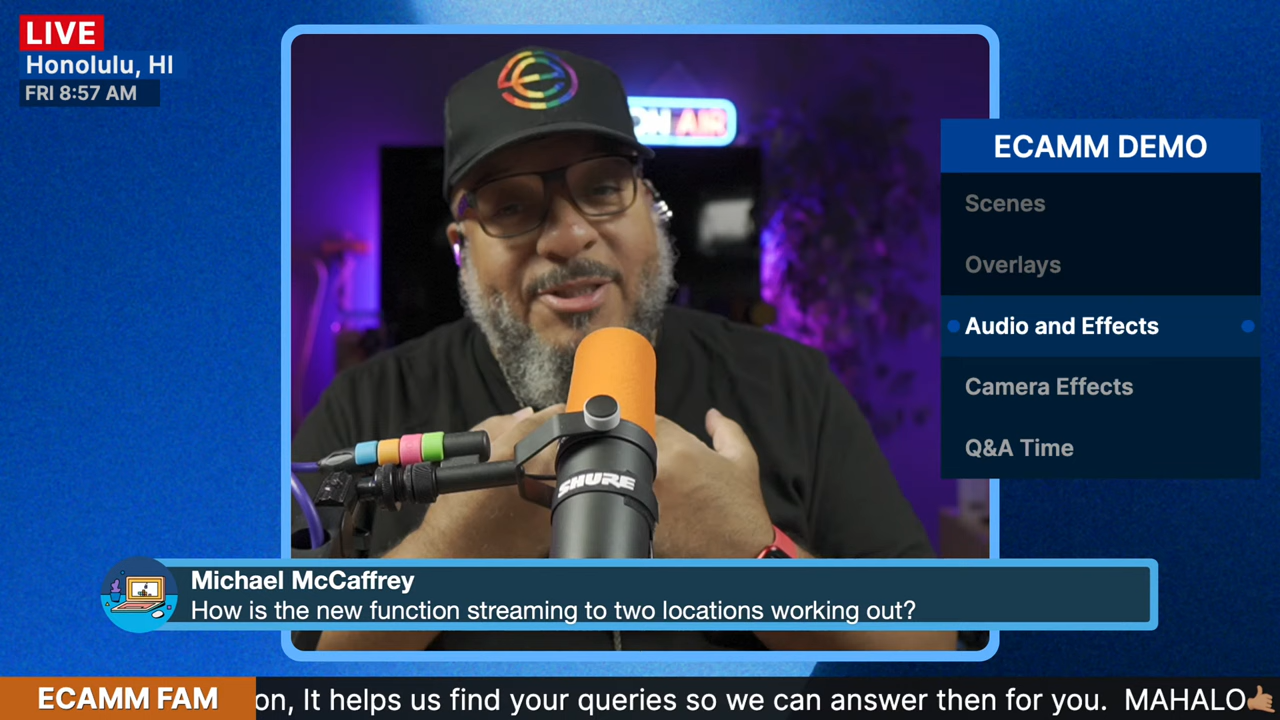 LIVE
Honolulu, HI
FRI 8:57 AM
ON AIR
ECAMM DEMO
Scenes
Overlays
Audio and Effects
Camera Effects
Q&A Time
SHURE
Michael McCaffrey
How is the new function streaming to two locations working out?
ECAMM FAM
on, It helps us find your queries so we can answer then for you. MAHALO🤙🏽